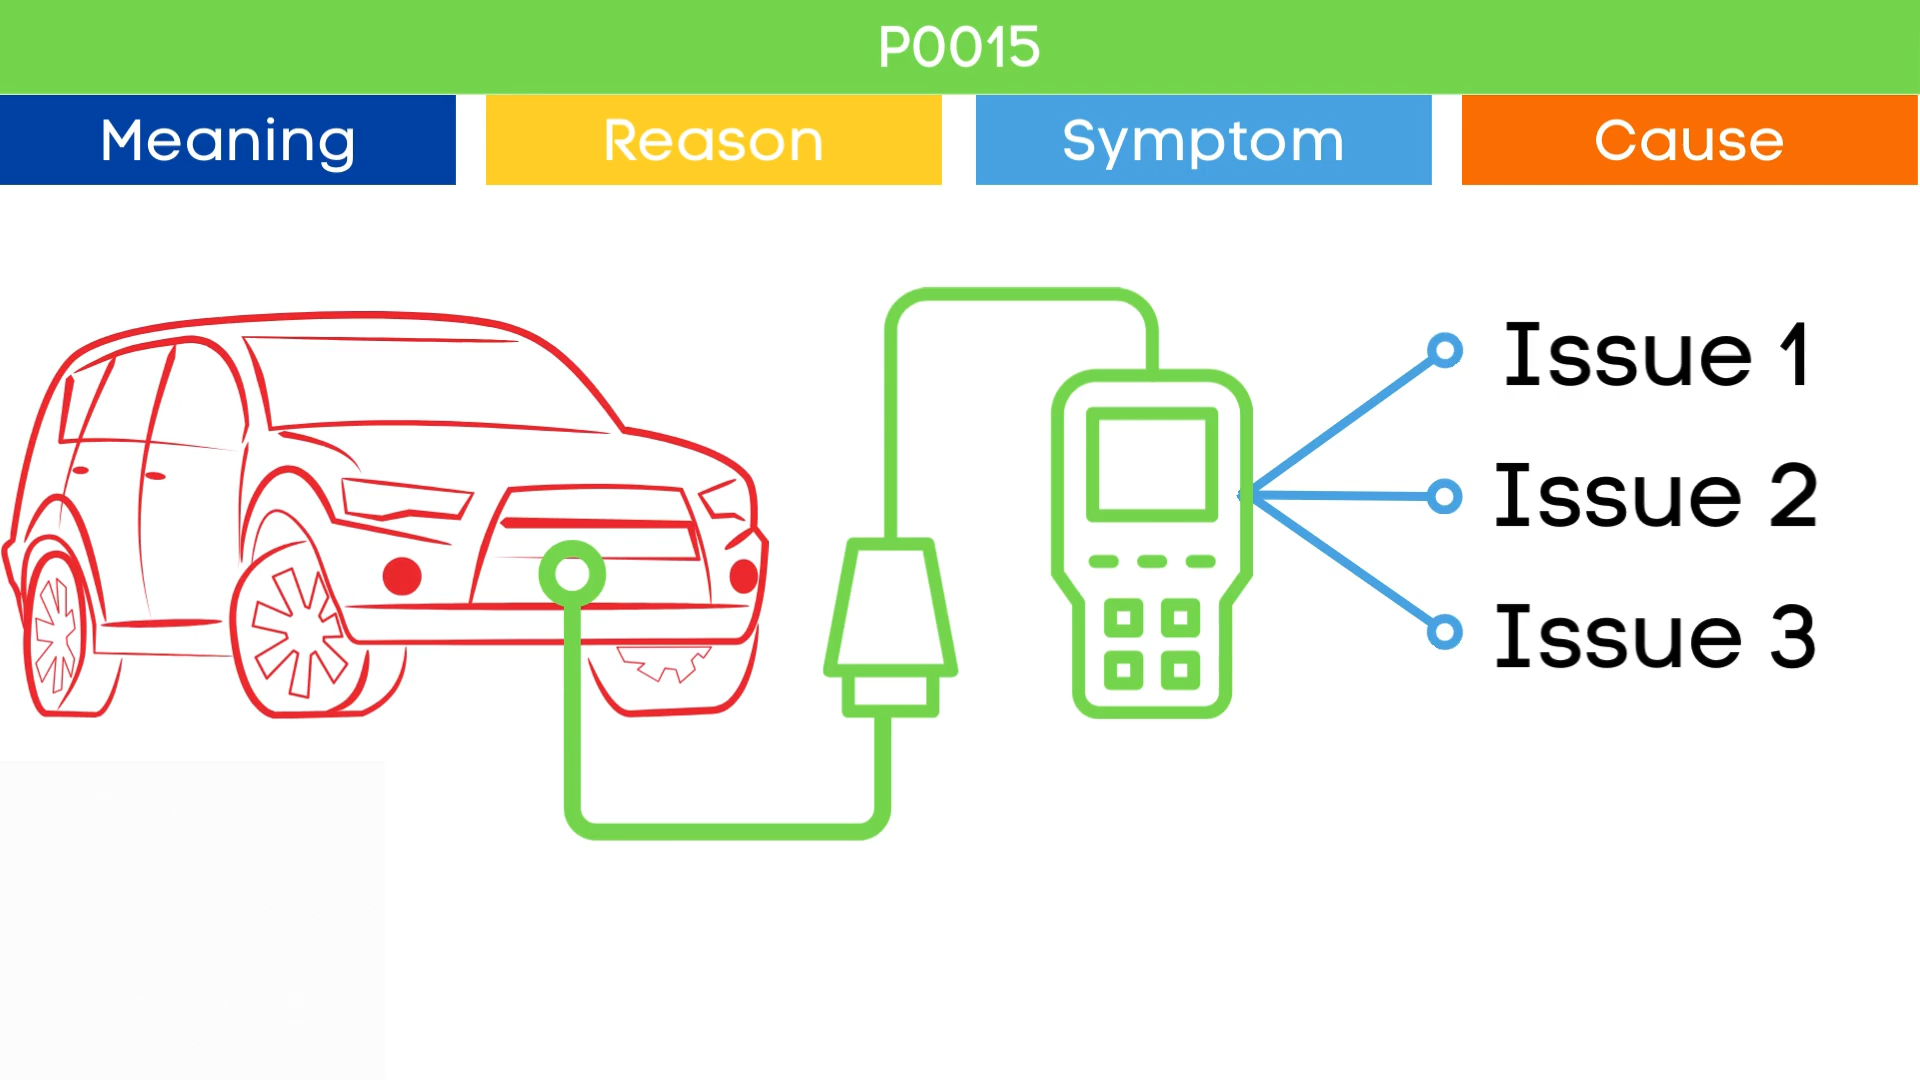 P0015
Meaning
Reason
Symptom
Cause
Issue 1
Issue 2
Issue 3